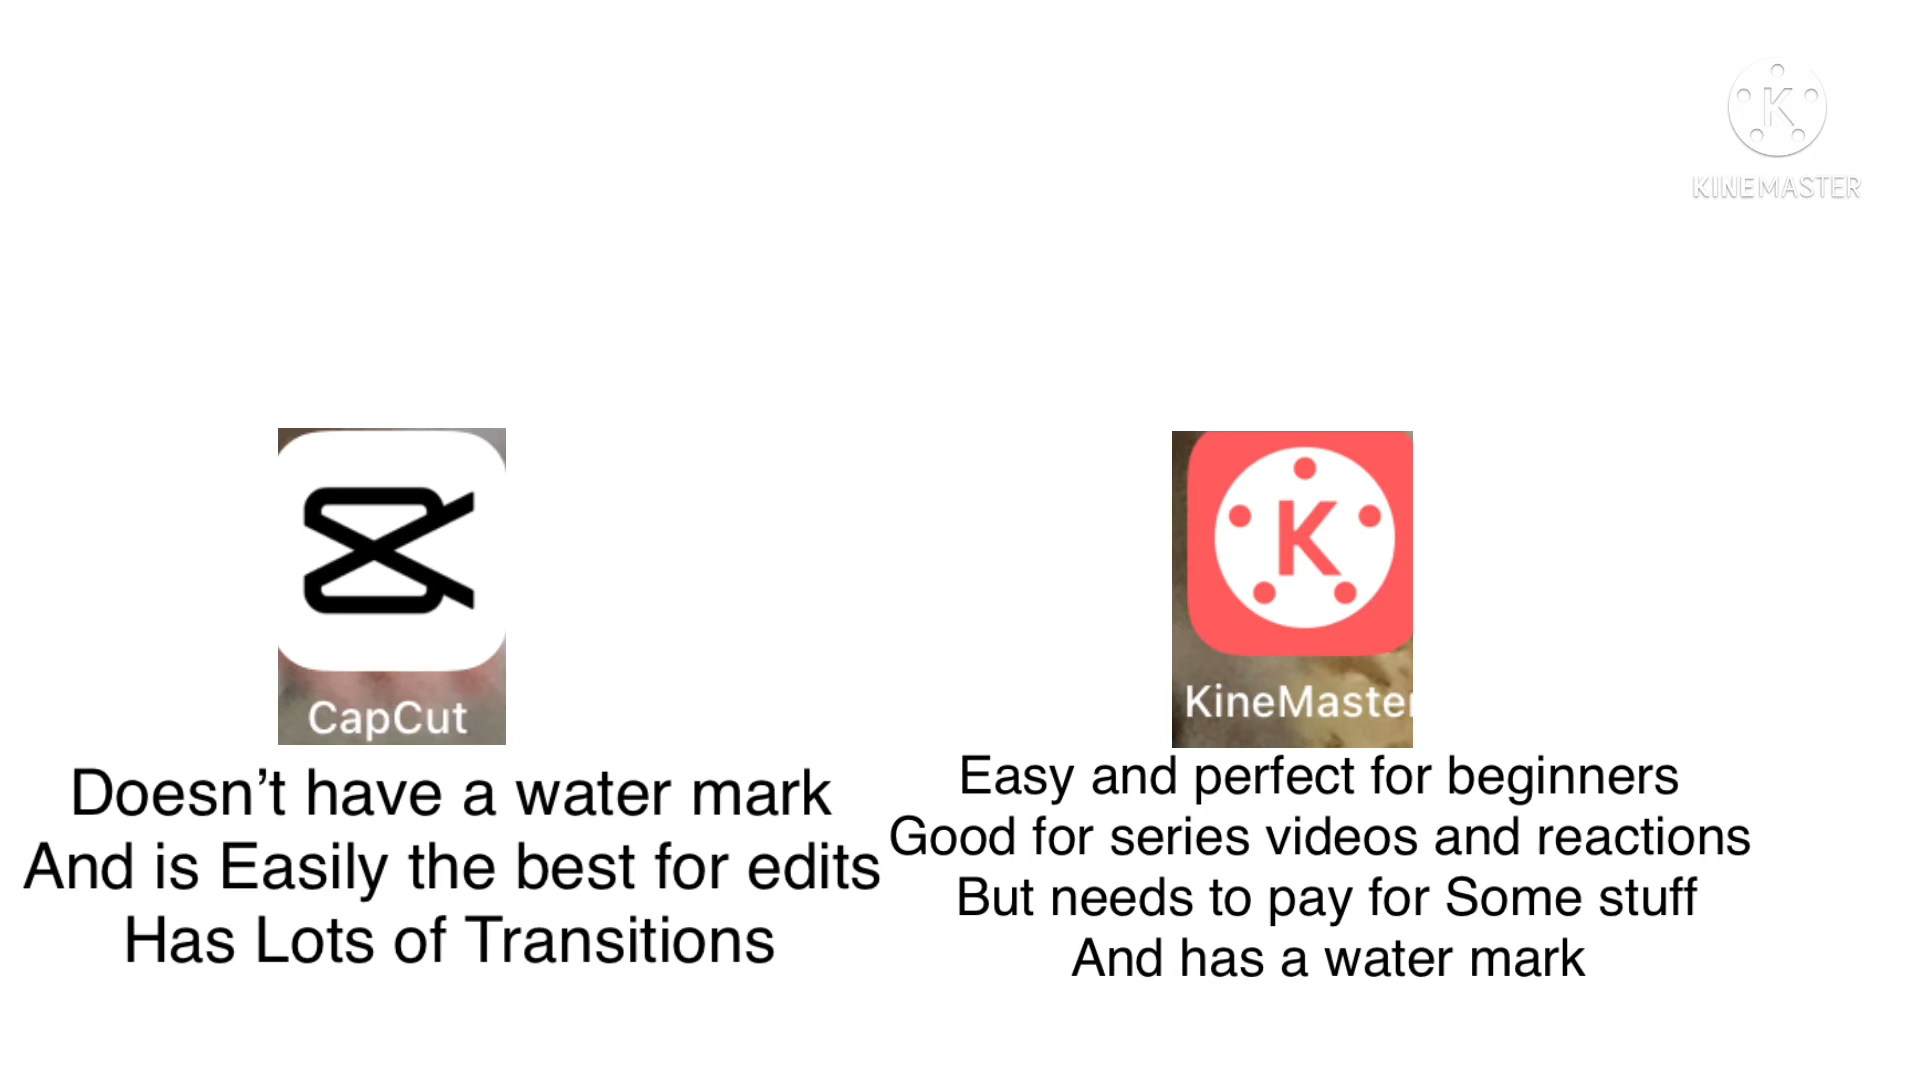 K
KINEMASTER
CapCut
Doesn’t have a water mark
And is Easily the best for edits
Has Lots of Transitions
K
KineMaster
Easy and perfect for beginners
Good for series videos and reactions
But needs to pay for Some stuff
And has a water mark